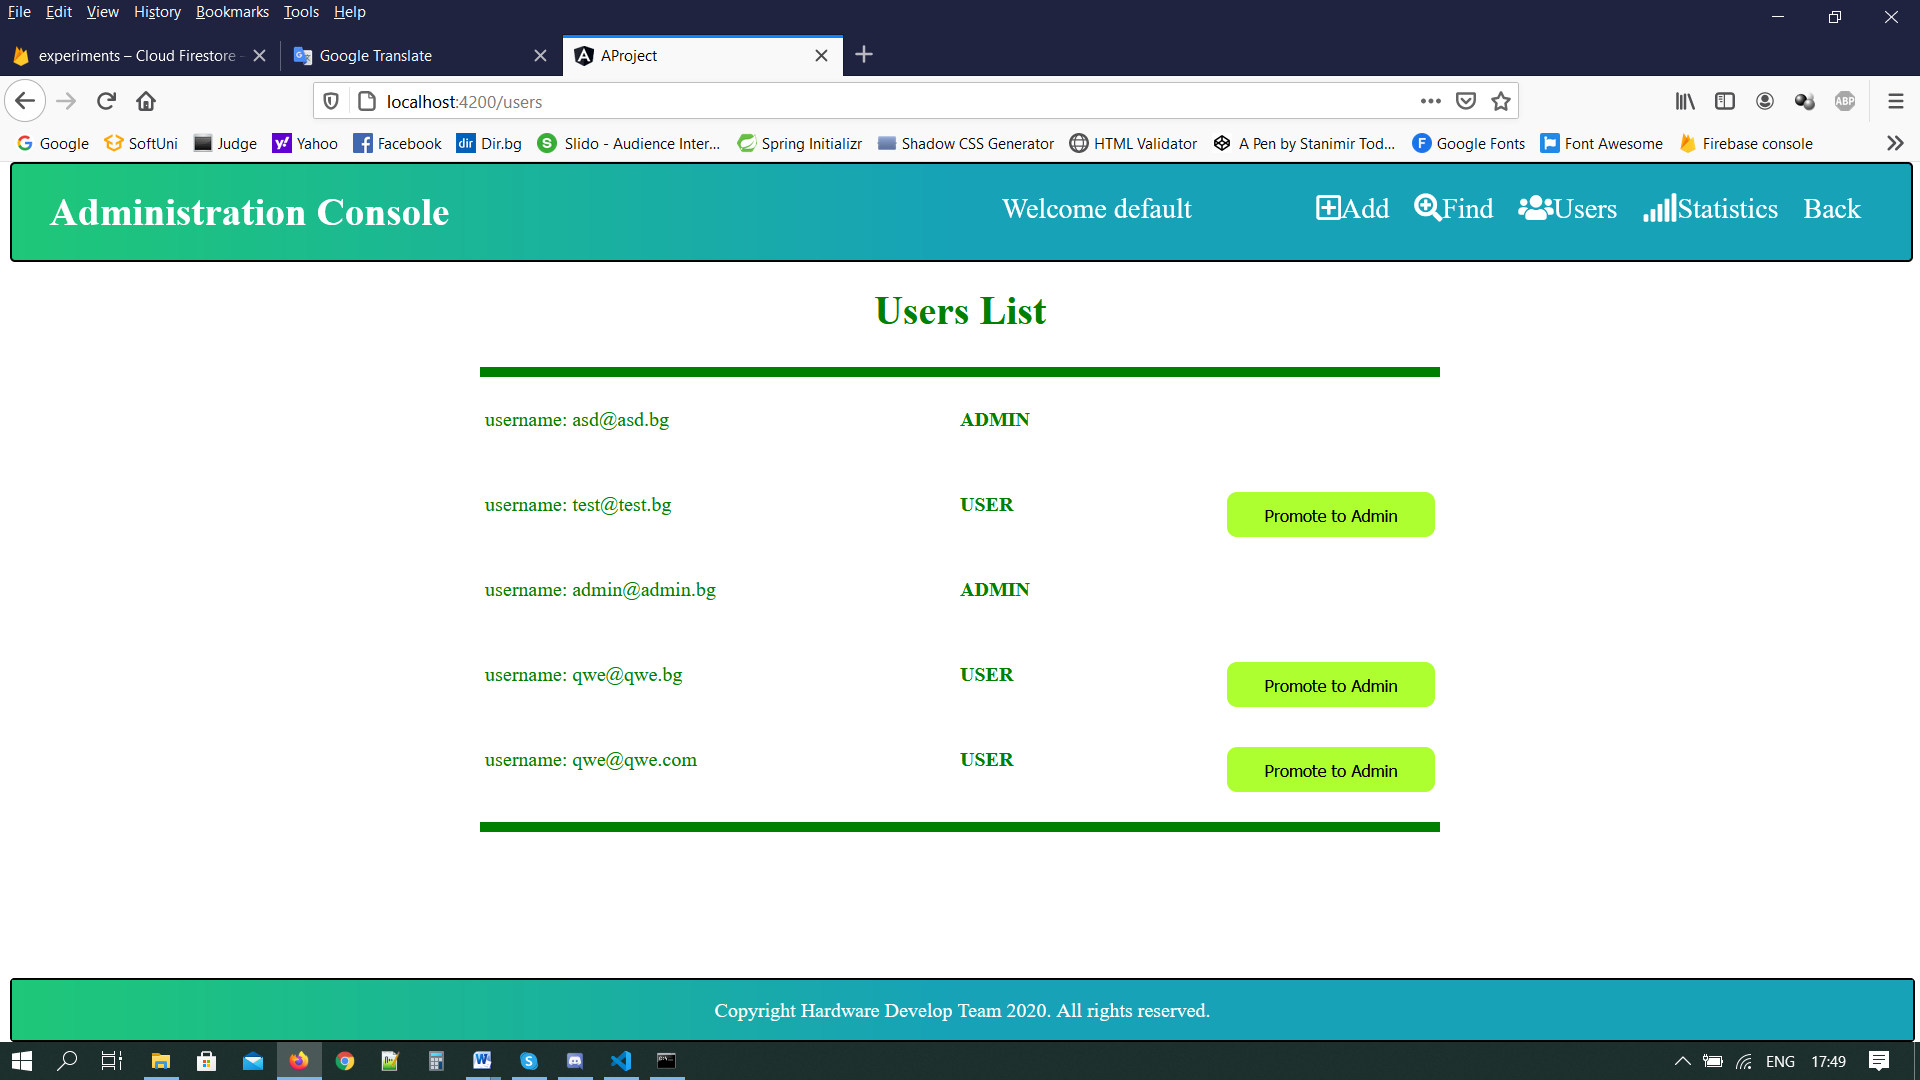 File Edit View History Bookmarks Tools Help
experiments – Cloud Firestore - Google Translate AProject
localhost:4200/users ABP
Google SoftUni Judge Yahoo Facebook dir Dir.bg Slido - Audience Inter... Spring Initializr Shadow CSS Generator HTML Validator A Pen by Stanimir Tod... Google Fonts Font Awesome Firebase console
Administration Console Welcome default Add Find Users Statistics Back
Users List
username: asd@asd.bg ADMIN
username: test@test.bg USER Promote to Admin
username: admin@admin.bg ADMIN
username: qwe@qwe.bg USER Promote to Admin
username: qwe@qwe.com USER Promote to Admin
Copyright Hardware Develop Team 2020. All rights reserved.
ENG 17:49